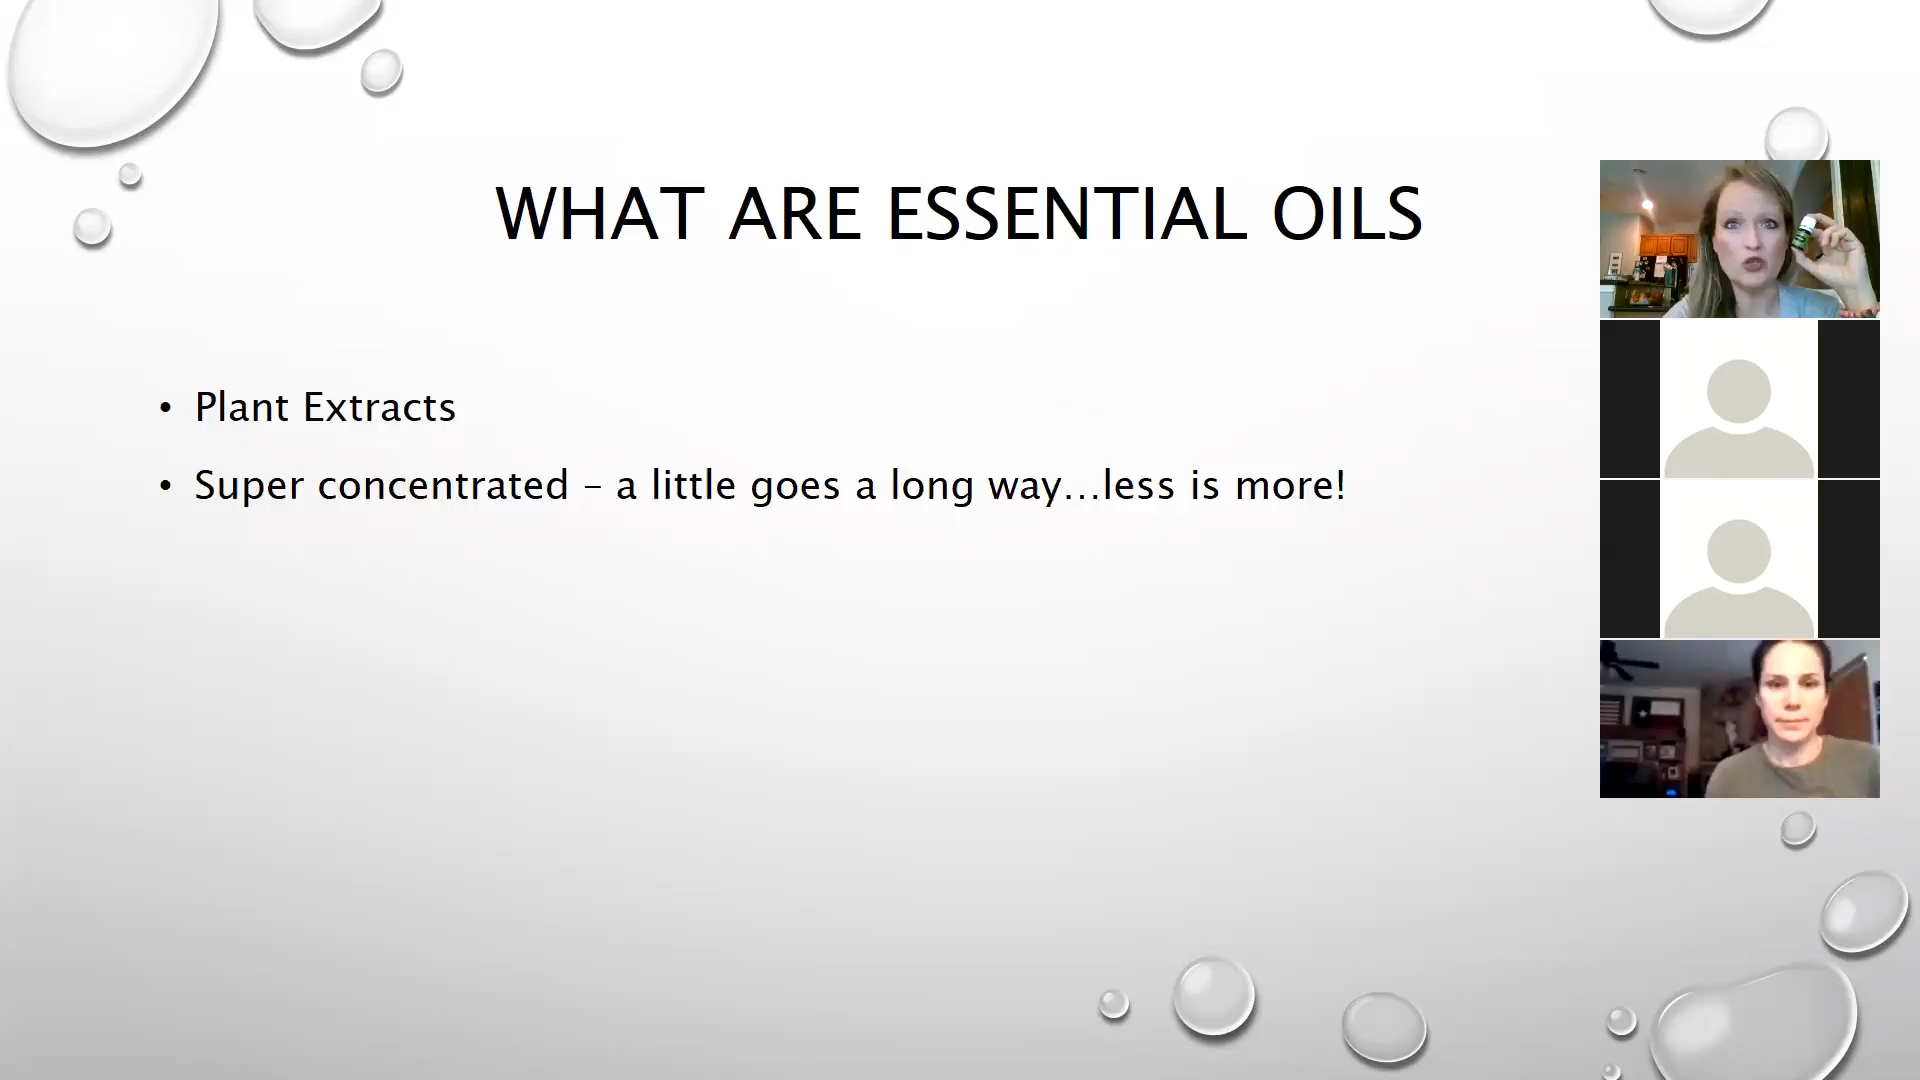 WHAT ARE ESSENTIAL OILS
• Plant Extracts
• Super concentrated – a little goes a long way...less is more!